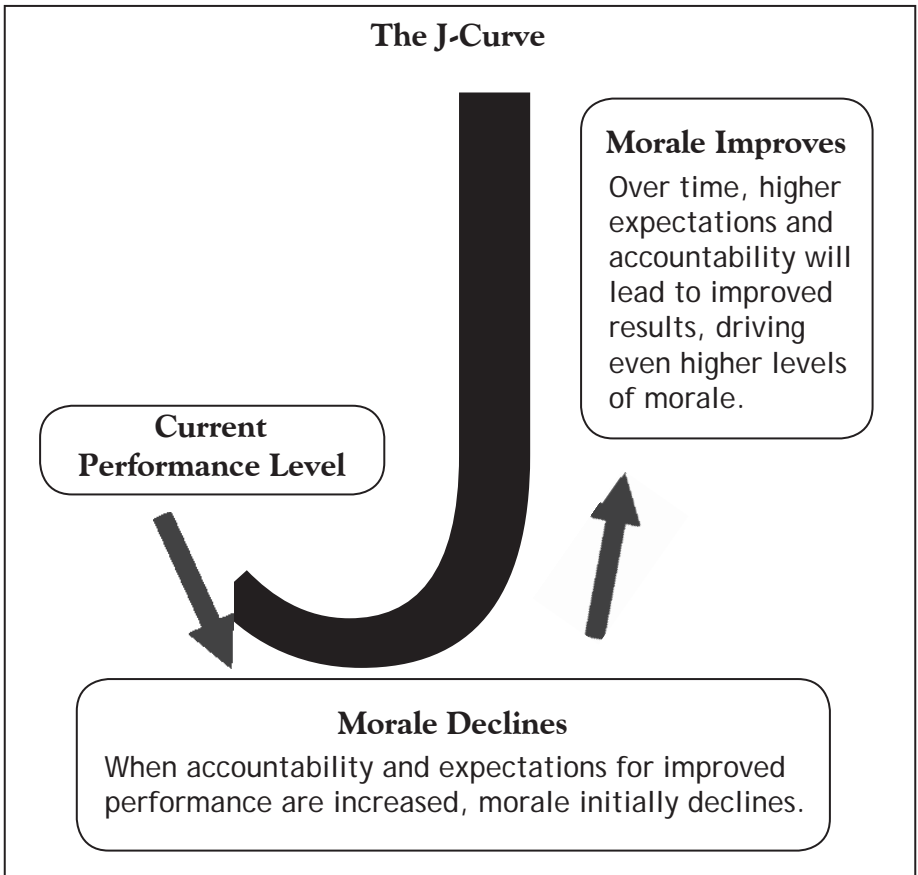 The J-Curve
Morale Improves
Over time, higher
expectations and
accountability will
lead to improved
results, driving
even higher levels
of morale.
Current
Performance Level
Morale Declines
When accountability and expectations for improved
performance are increased, morale initially declines.